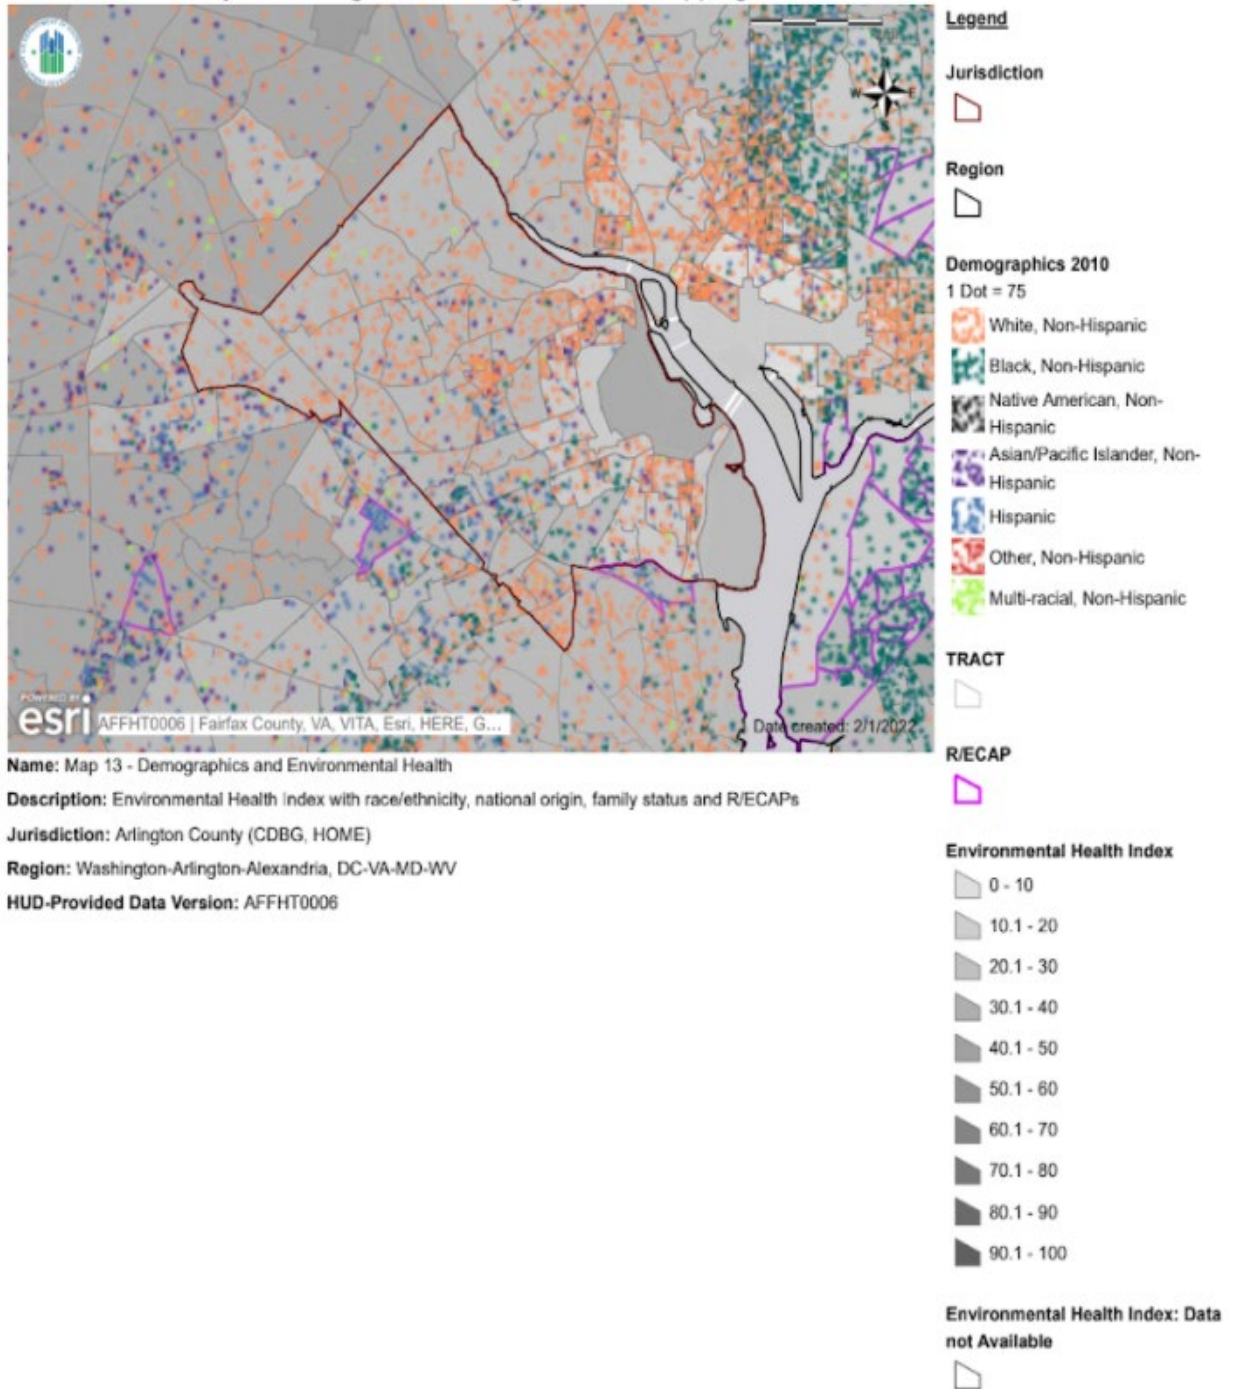 W
E
POWERED BY
esri
AFFHT0006 | Fairfax County, VA, VITA, Esri, HERE, G...
Date created: 2/1/2022
Name: Map 13 - Demographics and Environmental Health
Description: Environmental Health Index with race/ethnicity, national origin, family status and R/ECAPs
Jurisdiction: Arlington County (CDBG, HOME)
Region: Washington-Arlington-Alexandria, DC-VA-MD-WV
HUD-Provided Data Version: AFFHT0006
Legend
Jurisdiction
Region
Demographics 2010
1 Dot = 75
White, Non-Hispanic
Black, Non-Hispanic
Native American, Non-
Hispanic
Asian/Pacific Islander, Non-
Hispanic
Hispanic
Other, Non-Hispanic
Multi-racial, Non-Hispanic
TRACT
R/ECAP
Environmental Health Index
0 - 10
10.1 - 20
20.1 - 30
30.1 - 40
40.1 - 50
50.1 - 60
60.1 - 70
70.1 - 80
80.1 - 90
90.1 - 100
Environmental Health Index: Data
not Available